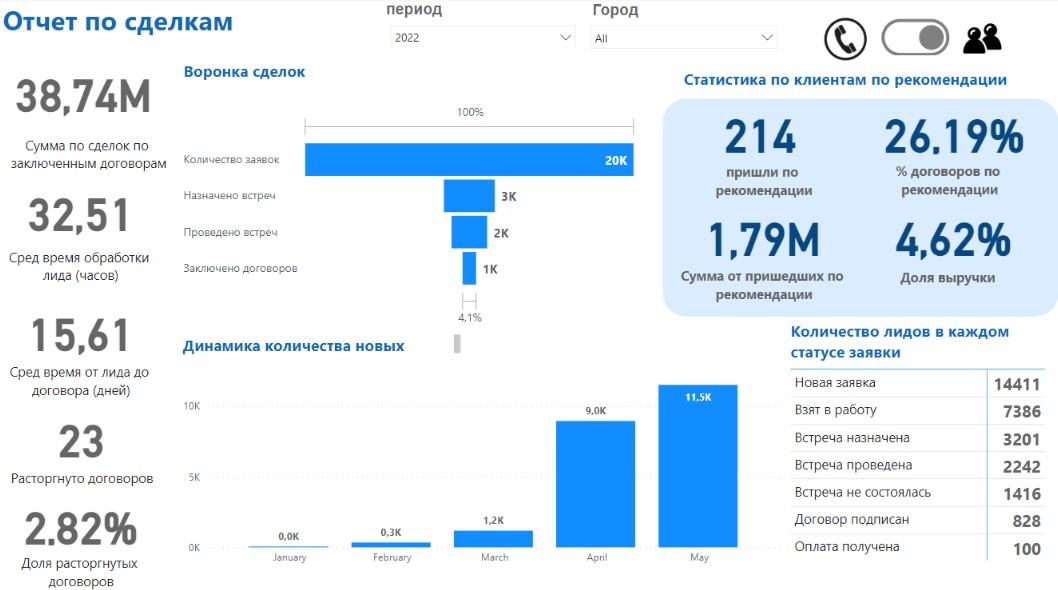 Отчет по сделкам
период
2022
Город
All
38,74M
Сумма по сделок по
заключенным договорам
32,51
Сред время обработки
лида (часов)
15,61
Сред время от лида до
договора (дней)
23
Расторгнуто договоров
2,82%
Доля расторгнутых
договоров
Воронка сделок
100%
Количество заявок
20K
Назначено встреч
3K
Проведено встреч
2K
Заключено договоров
1K
4,1%
Динамика количества новых
10K
5K
0K
0,0K
0,3K
1,2K
9,0K
11,5K
January
February
March
April
May
Статистика по клиентам по рекомендации
214
пришли по
рекомендации
26,19%
% договоров по
рекомендации
1,79M
Сумма от пришедших по
рекомендации
4,62%
Доля выручки
Количество лидов в каждом
статусе заявки
Новая заявка 14411
Взят в работу 7386
Встреча назначена 3201
Встреча проведена 2242
Встреча не состоялась 1416
Договор подписан 828
Оплата получена 100